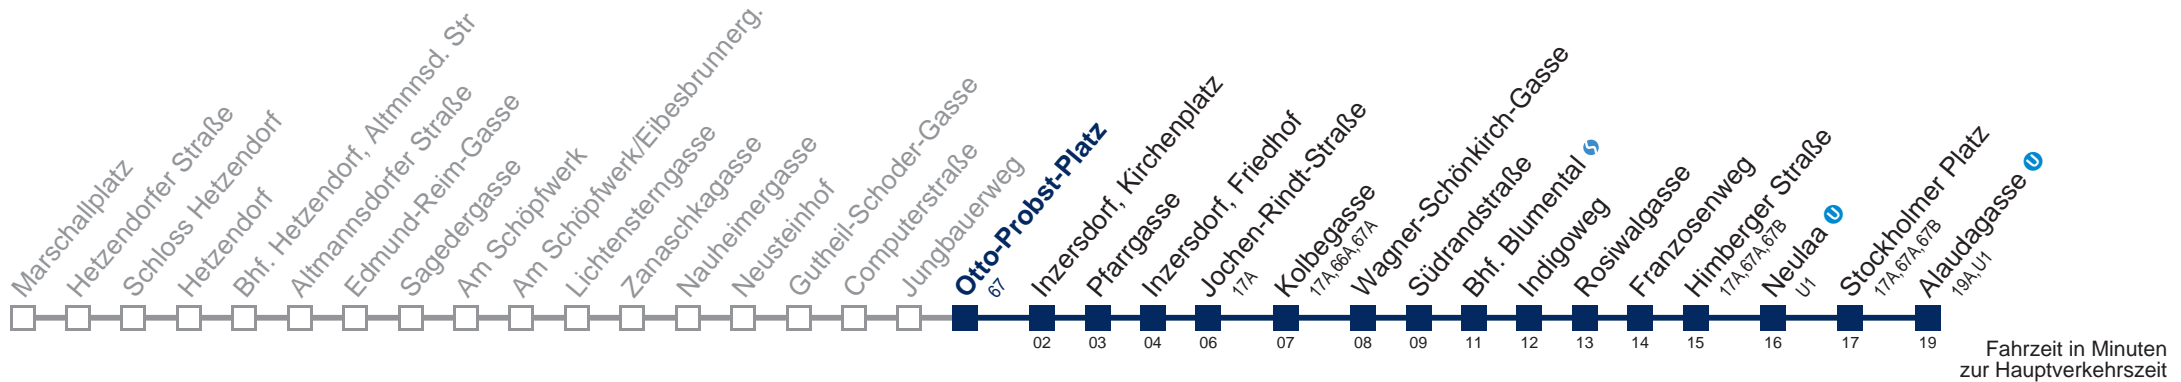 Marschallplatz
Hetzendorfer Straße
Schloss Hetzendorf
Hetzendorf
Bhf. Hetzendorf, Altmnnsd. Str
Altmannsdorfer Straße
Edmund-Reim-Gasse
Sagedergasse
Am Schöpfwerk
Am Schöpfwerk/Eibesbrunnerg.
Lichtensterngasse
Zanaschkagasse
Nauheimergasse
Neusteinhof
Gutheil-Schoder-Gasse
Computerstraße
Jungbauerweg
Otto-Probst-Platz
67
Inzersdorf, Kirchenplatz
02
Pfarrgasse
03
Inzersdorf, Friedhof
04
Jochen-Rindt-Straße
17A
06
Kolbegasse
17A,66A,67A
07
Wagner-Schönkirch-Gasse
08
Südrandstraße
09
Bhf. Blumental S
11
Indigoweg
12
Rosiwalgasse
13
Franzosenweg
14
Himberger Straße
17A,67A,67B
15
Neulaa U
U1
16
Stockholmer Platz
17A,67A,67B
17
Alaudagasse U
19A,U1
19
Fahrzeit in Minuten
zur Hauptverkehrszeit